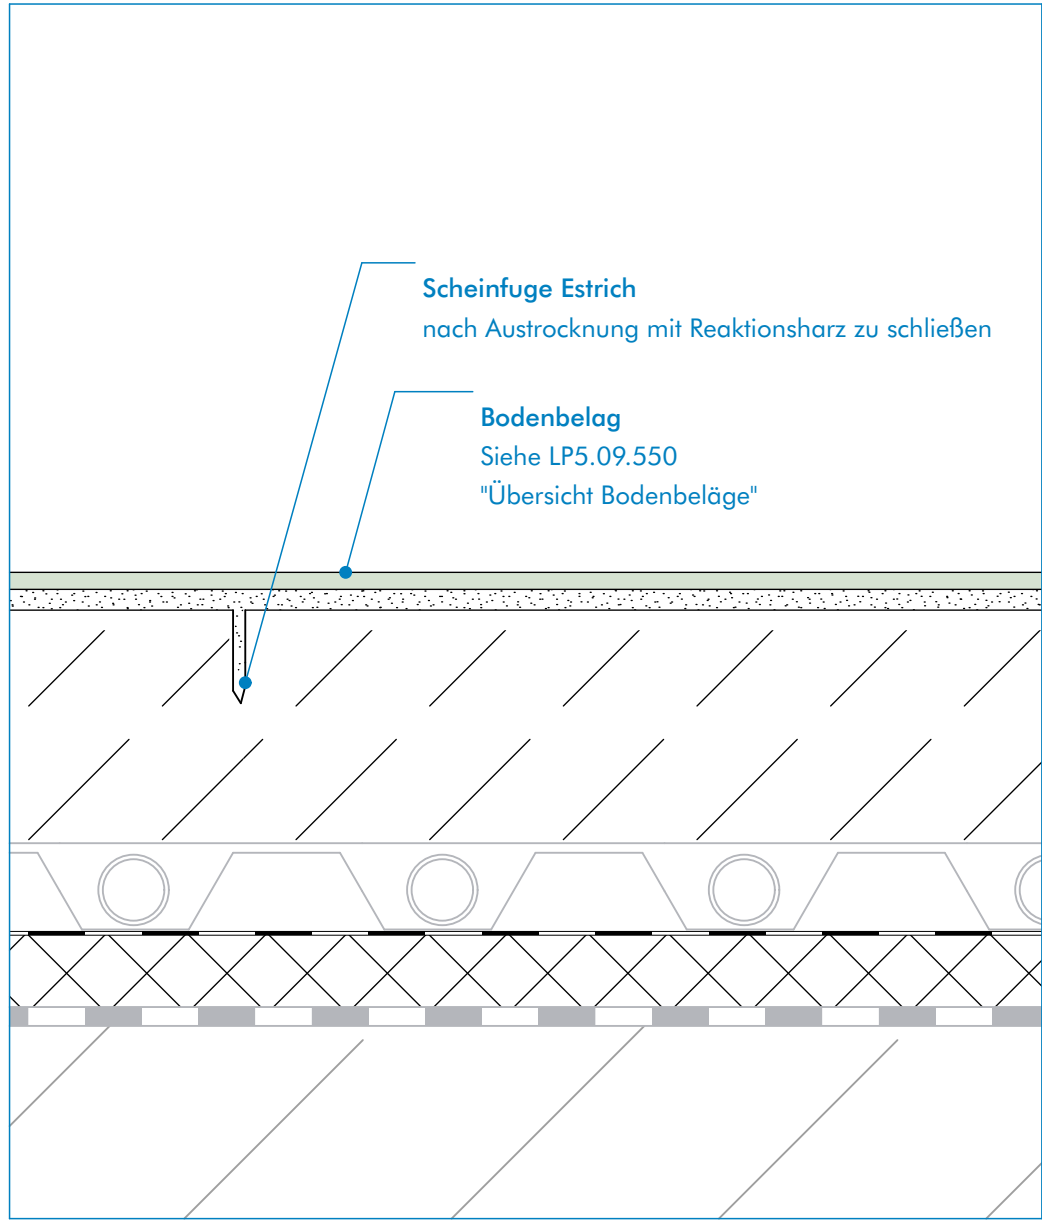 Scheinfuge Estrich
nach Austrocknung mit Reaktionsharz zu schließen
Bodenbelag
Siehe LP5.09.550
"Übersicht Bodenbeläge"